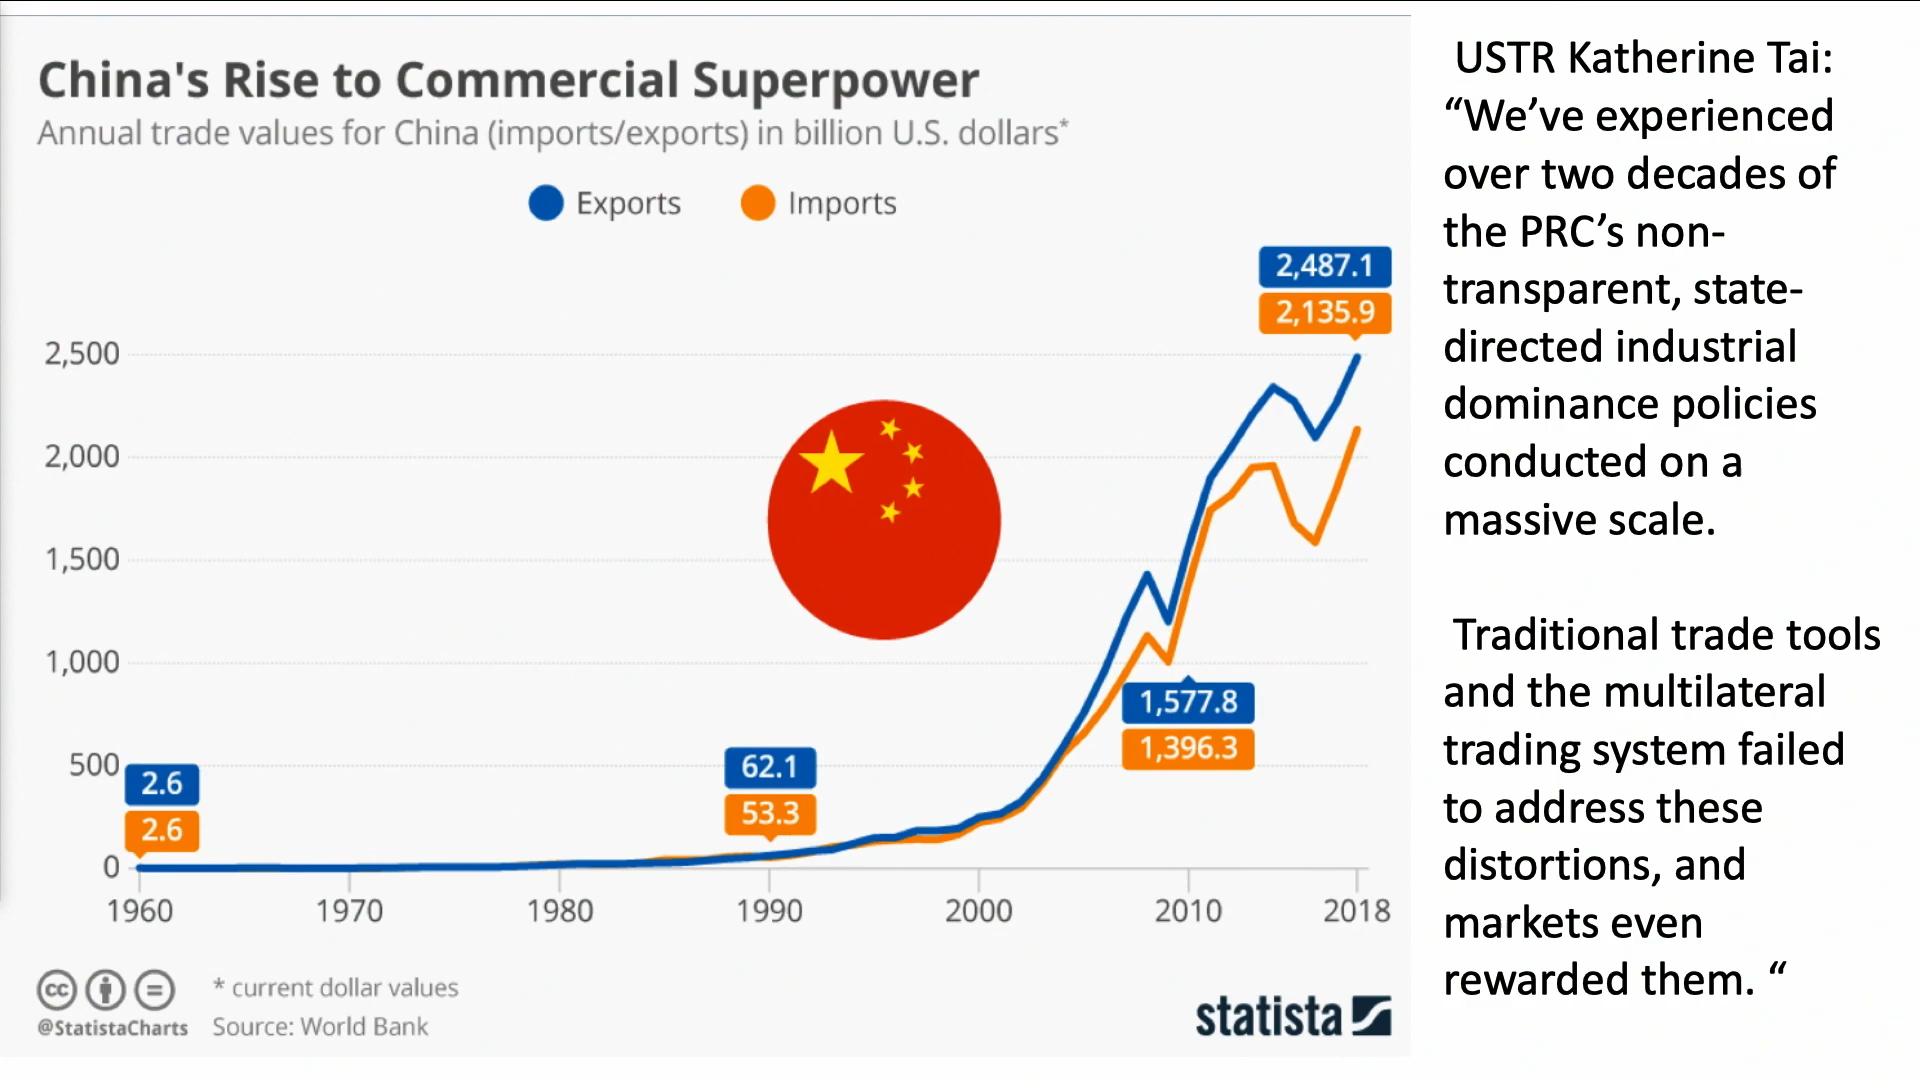 China's Rise to Commercial Superpower
Annual trade values for China (imports/exports) in billion U.S. dollars*
Exports
Imports
2,487.1
2,135.9
2,500
2,000
1,500
1,000
1,577.8
1,396.3
500
2.6
2.6
62.1
53.3
0
1960
1970
1980
1990
2000
2010
2018
cc
@StatistaCharts
* current dollar values
Source: World Bank
statista
USTR Katherine Tai:
“We’ve experienced
over two decades of
the PRC’s non-
transparent, state-
directed industrial
dominance policies
conducted on a
massive scale.
Traditional trade tools
and the multilateral
trading system failed
to address these
distortions, and
markets even
rewarded them. “